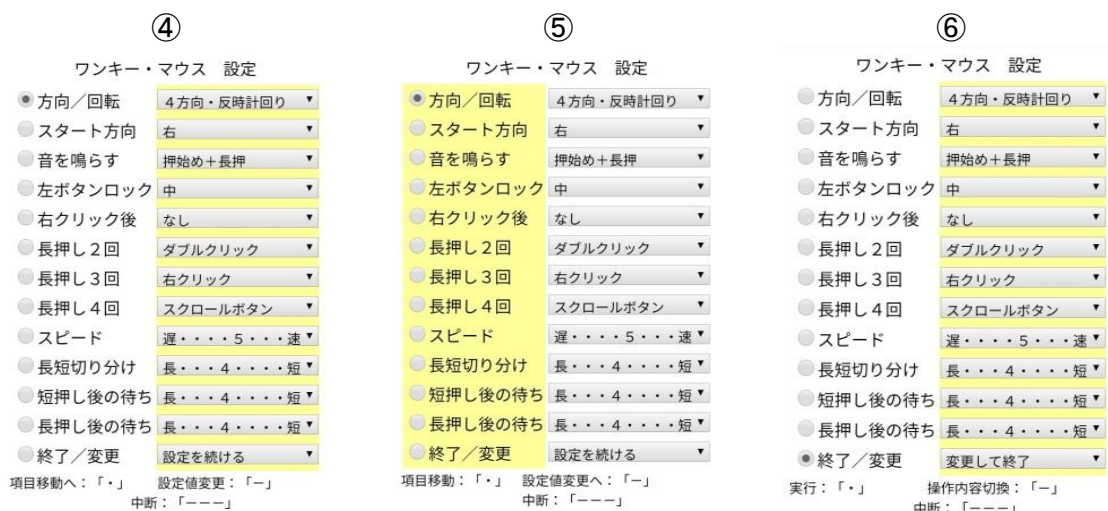 ④
ワンキー・マウス 設定
方向／回転 4方向・反時計回り
スタート方向 右
音を鳴らす 押始め＋長押
左ボタンロック 中
右クリック後 なし
長押し2回 ダブルクリック
長押し3回 右クリック
長押し4回 スクロールボタン
スピード 遅・・・・5・・・速
長短切り分け 長・・・4・・・・短
短押し後の待ち 長・・・4・・・・短
長押し後の待ち 長・・・4・・・・短
終了／変更 設定を続ける
項目移動へ：「・」 設定値変更：「－」
中断：「－－－」
⑤
ワンキー・マウス 設定
方向／回転 4方向・反時計回り
スタート方向 右
音を鳴らす 押始め＋長押
左ボタンロック 中
右クリック後 なし
長押し2回 ダブルクリック
長押し3回 右クリック
長押し4回 スクロールボタン
スピード 遅・・・・5・・・速
長短切り分け 長・・・4・・・・短
短押し後の待ち 長・・・4・・・・短
長押し後の待ち 長・・・4・・・・短
終了／変更 設定を続ける
項目移動：「・」 設定値変更へ：「－」
中断：「－－－」
⑥
ワンキー・マウス 設定
方向／回転 4方向・反時計回り
スタート方向 右
音を鳴らす 押始め＋長押
左ボタンロック 中
右クリック後 なし
長押し2回 ダブルクリック
長押し3回 右クリック
長押し4回 スクロールボタン
スピード 遅・・・・5・・・速
長短切り分け 長・・・4・・・・短
短押し後の待ち 長・・・4・・・・短
長押し後の待ち 長・・・4・・・・短
終了／変更 変更して終了
実行：「・」 操作内容切換：「－」
中断：「－－－」